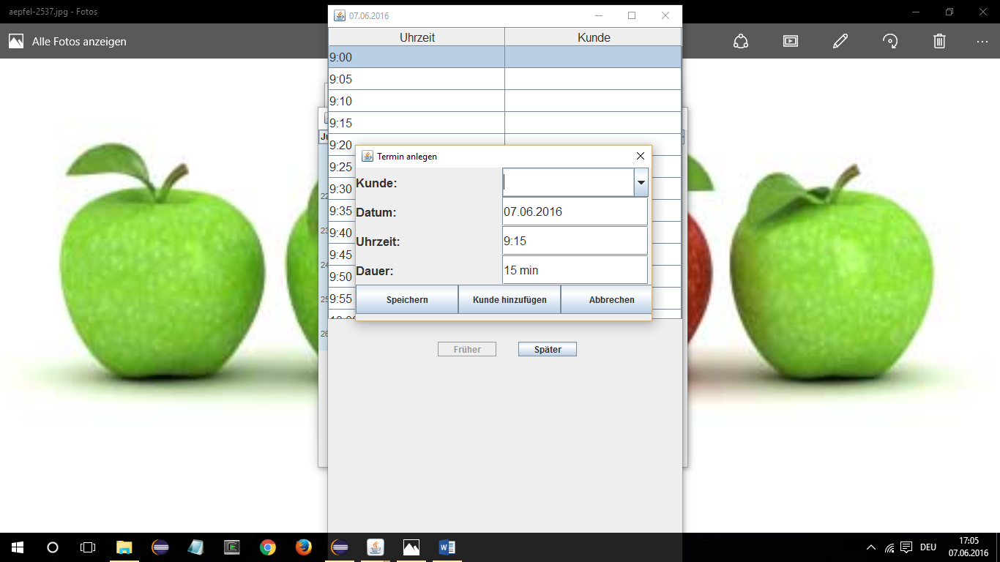 aepfel-2537.jpg - Fotos
Alle Fotos anzeigen
07.06.2016
Uhrzeit Kunde
9:00
9:05
9:10
9:15
9:20
9:25
9:30
9:35
9:40
9:45
9:50
9:55
Termin anlegen
Kunde:
Datum: 07.06.2016
Uhrzeit: 9:15
Dauer: 15 min
Speichern Kunde hinzufügen Abbrechen
Früher Später
22
23
24
25
26
DEU
17:05
07.06.2016